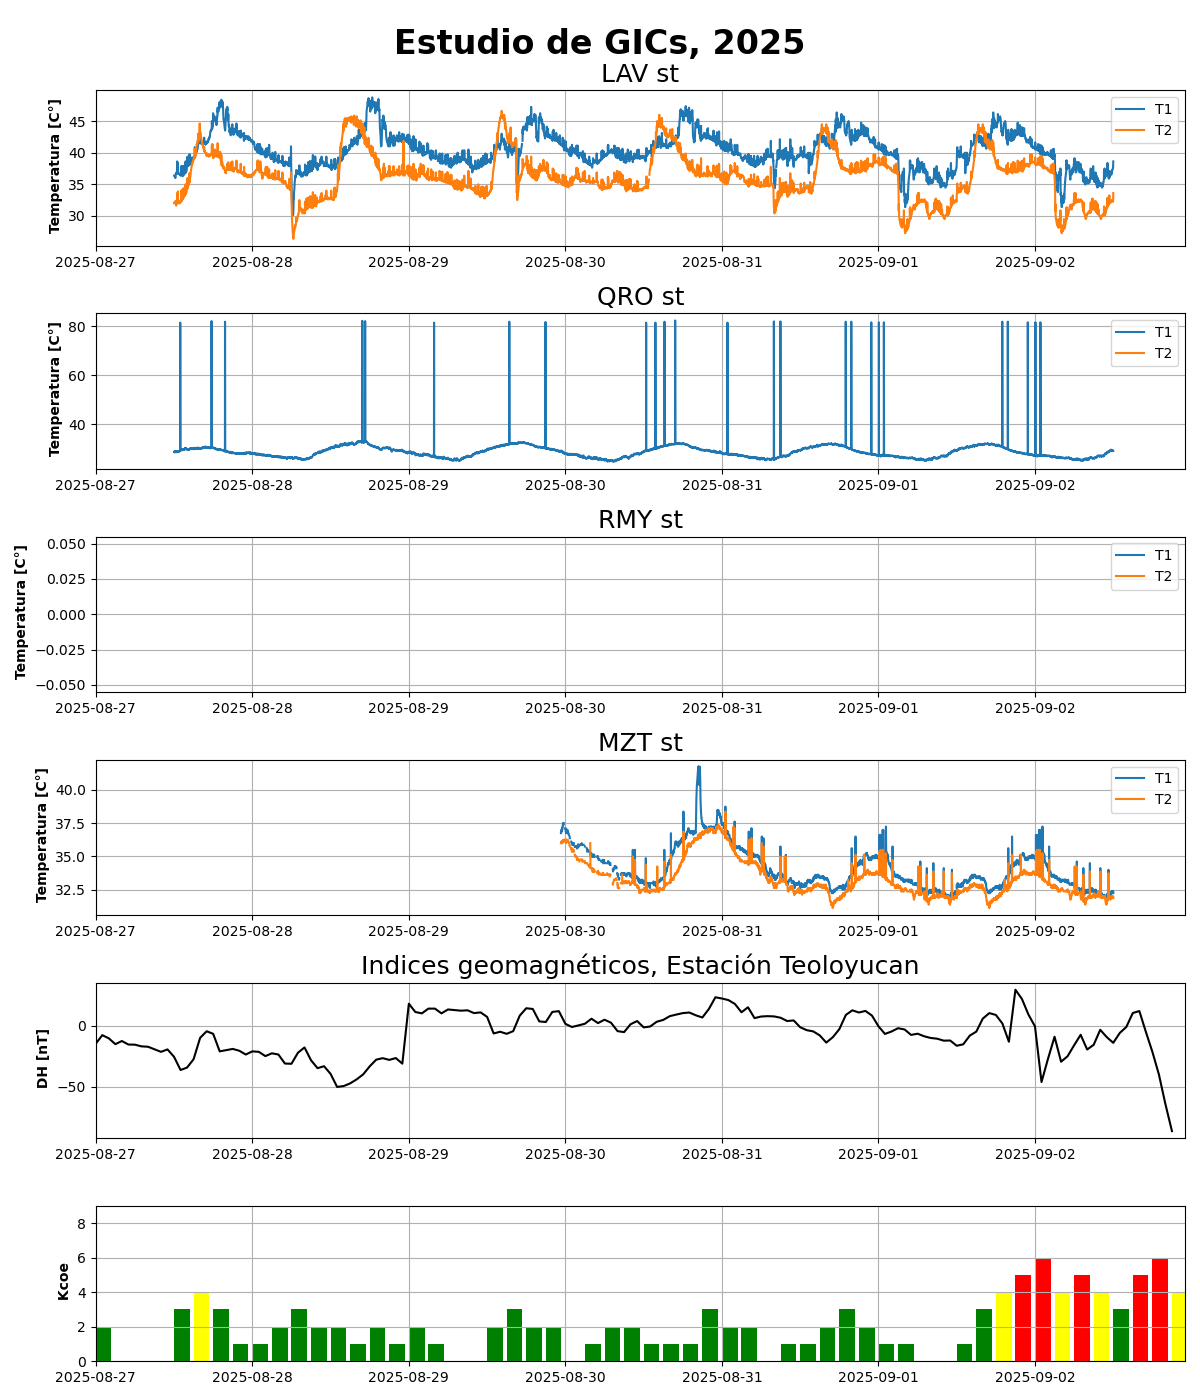 Estudio de GICs, 2025
LAV st
Temperatura [C°]
45
40
35
30
T1
T2
2025-08-27 2025-08-28 2025-08-29 2025-08-30 2025-08-31 2025-09-01 2025-09-02
QRO st
Temperatura [C°]
80
60
40
T1
T2
2025-08-27 2025-08-28 2025-08-29 2025-08-30 2025-08-31 2025-09-01 2025-09-02
RMY st
Temperatura [C°]
0.050
0.025
0.000
−0.025
−0.050
T1
T2
2025-08-27 2025-08-28 2025-08-29 2025-08-30 2025-08-31 2025-09-01 2025-09-02
MZT st
Temperatura [C°]
40.0
37.5
35.0
32.5
T1
T2
2025-08-27 2025-08-28 2025-08-29 2025-08-30 2025-08-31 2025-09-01 2025-09-02
Indices geomagnéticos, Estación Teoloyucan
DH [nT]
0
−50
2025-08-27 2025-08-28 2025-08-29 2025-08-30 2025-08-31 2025-09-01 2025-09-02
Kcoe
8
6
4
2
0
2025-08-27 2025-08-28 2025-08-29 2025-08-30 2025-08-31 2025-09-01 2025-09-02